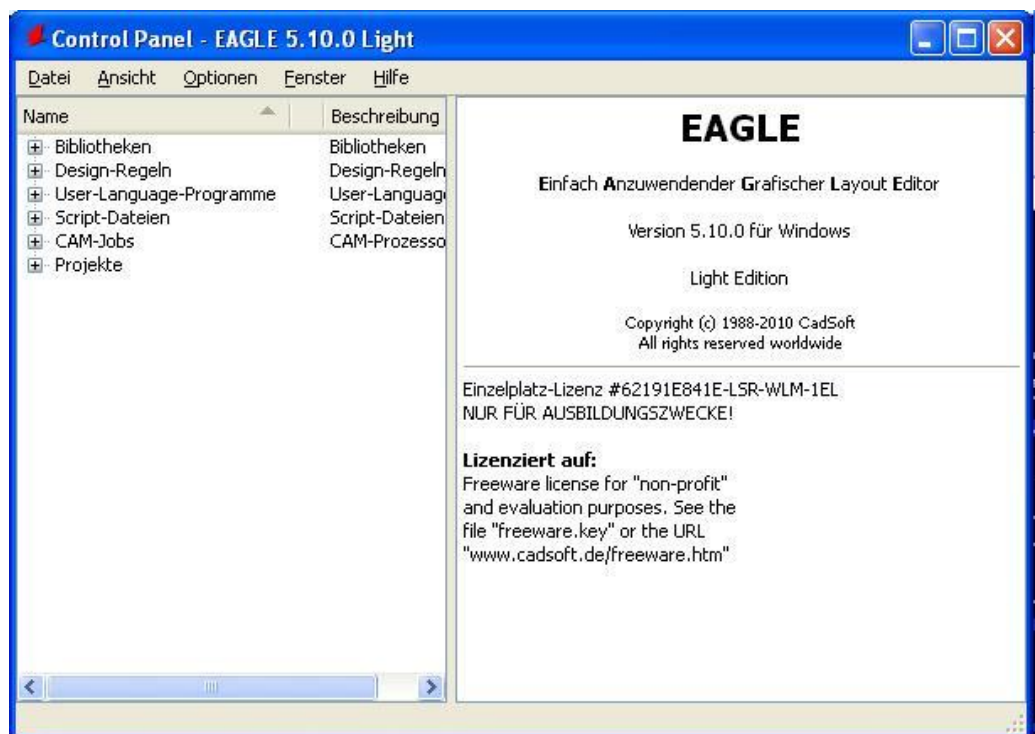 Control Panel - EAGLE 5.10.0 Light
Datei Ansicht Optionen Fenster Hilfe
Name Beschreibung
Bibliotheken Bibliotheken
Design-Regeln Design-Regeln
User-Language-Programme User-Languag
Script-Dateien Script-Dateien
CAM-Jobs CAM-Prozesso
Projekte
EAGLE
Einfach Anzuwendender Grafischer Layout Editor
Version 5.10.0 für Windows
Light Edition
Copyright (c) 1988-2010 CadSoft
All rights reserved worldwide
Einzelplatz-Lizenz #62191E841E-LSR-WLM-1EL
NUR FÜR AUSBILDUNGSZWECKE!
Lizenziert auf:
Freeware license for "non-profit"
and evaluation purposes. See the
file "freeware.key" or the URL
"www.cadsoft.de/freeware.htm"